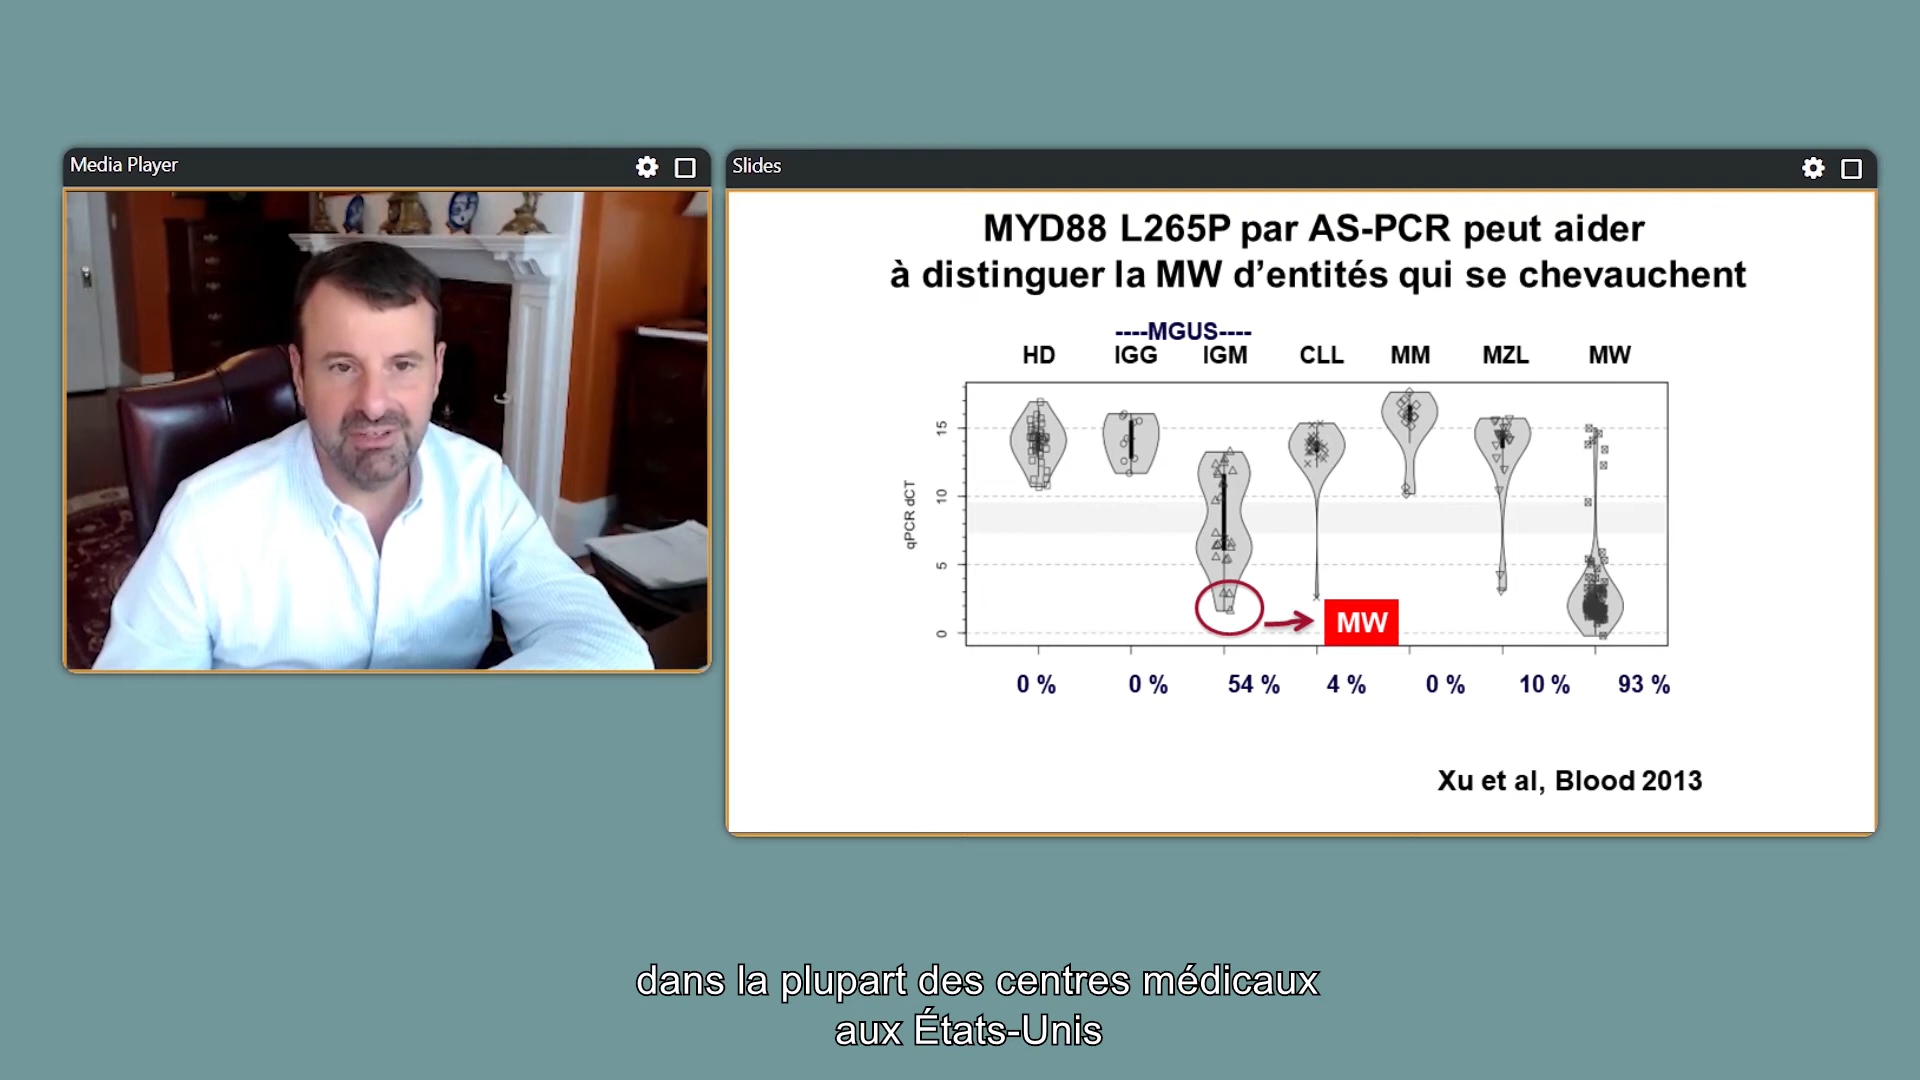 Media Player
Slides
MYD88 L265P par AS-PCR peut aider
à distinguer la MW d’entités qui se chevauchent
----MGUS----
HD IGG IGM CLL MM MZL MW
qPCR dCT
15
10
5
0
MW
0 % 0 % 54 % 4 % 0 % 10 % 93 %
Xu et al, Blood 2013
dans la plupart des centres médicaux
aux États-Unis